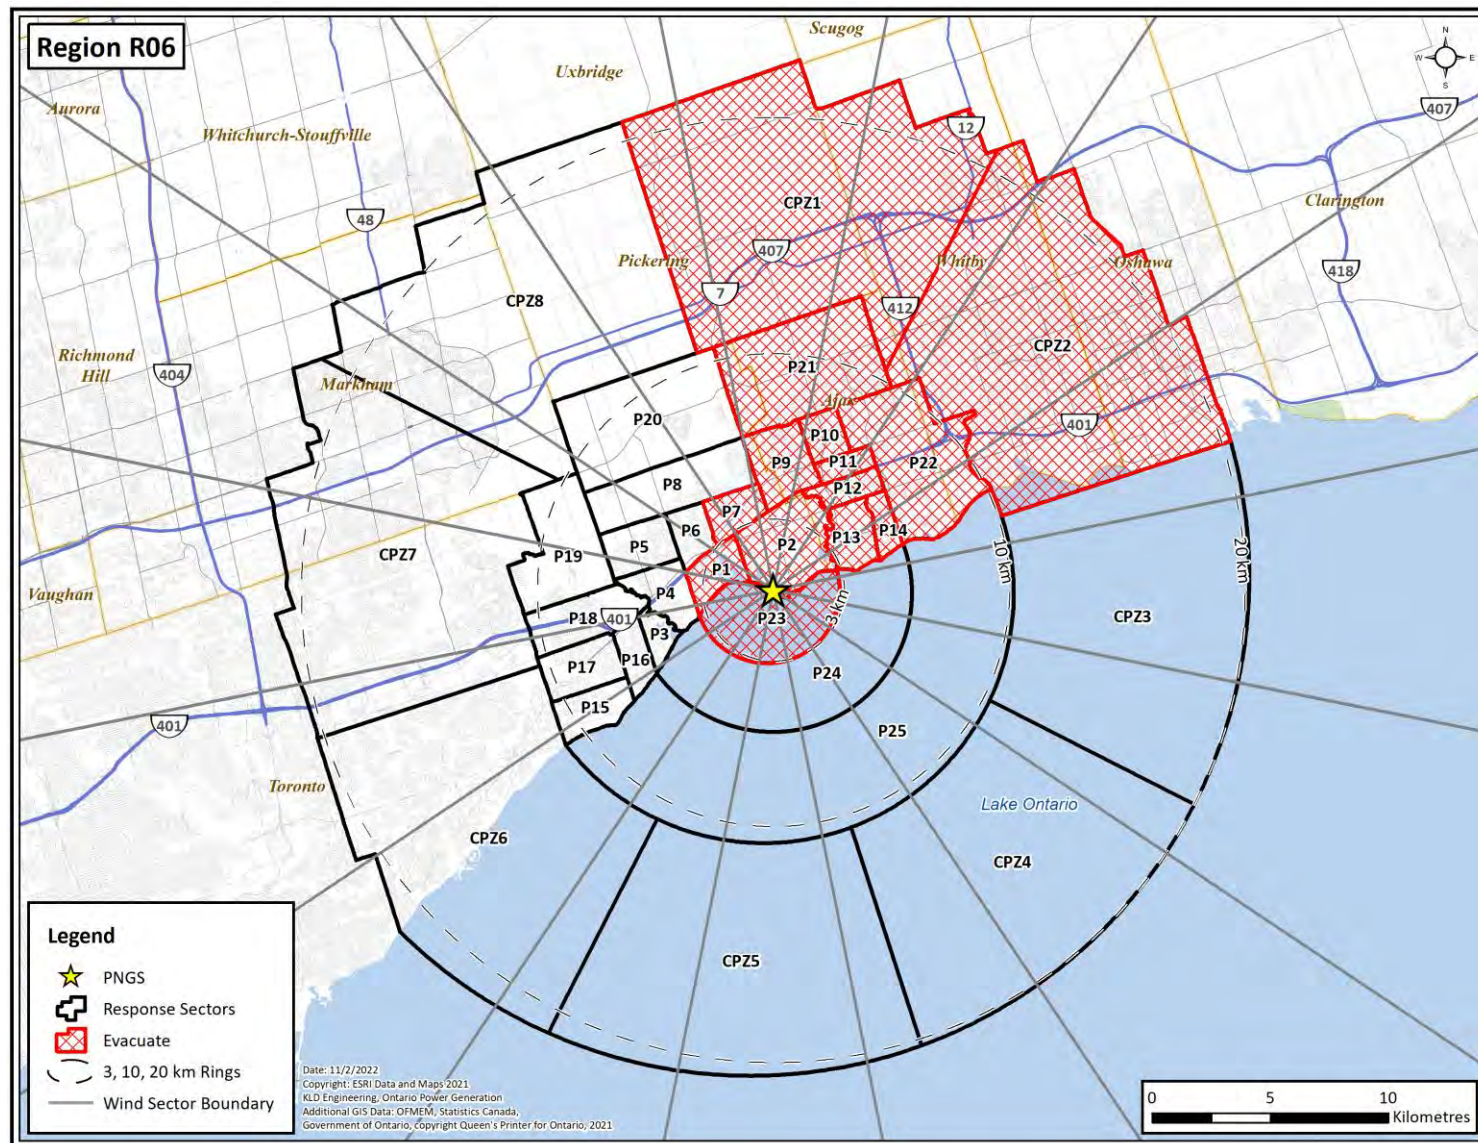 Region R06
Scugog
Uxbridge
Aurora
Whitchurch-Stouffville
N
W
E
S
407
12
48
CPZ1
Clarington
407
Pickering
Whitby
Oshawa
418
7
CPZ8
412
Richmond
Hill
404
Markham
CPZ2
P21
Ajax
P20
401
P10
P9
P11
P22
P8
P12
P7
P6
P13
P14
P5
P2
CPZ7
P19
P1
10 km
20 km
Vaughan
P4
P18
401
P23
3 km
CPZ3
P3
P16
P17
P24
P15
401
P25
Toronto
Lake Ontario
CPZ6
CPZ4
CPZ5
Legend
PNGS
Response Sectors
Evacuate
3, 10, 20 km Rings
Wind Sector Boundary
Date: 11/2/2022
Copyright: ESRI Data and Maps 2021
KLD Engineering, Ontario Power Generation
Additional GIS Data: OFMEM, Statistics Canada,
Government of Ontario, copyright Queen's Printer for Ontario, 2021
0 5 10
Kilometres